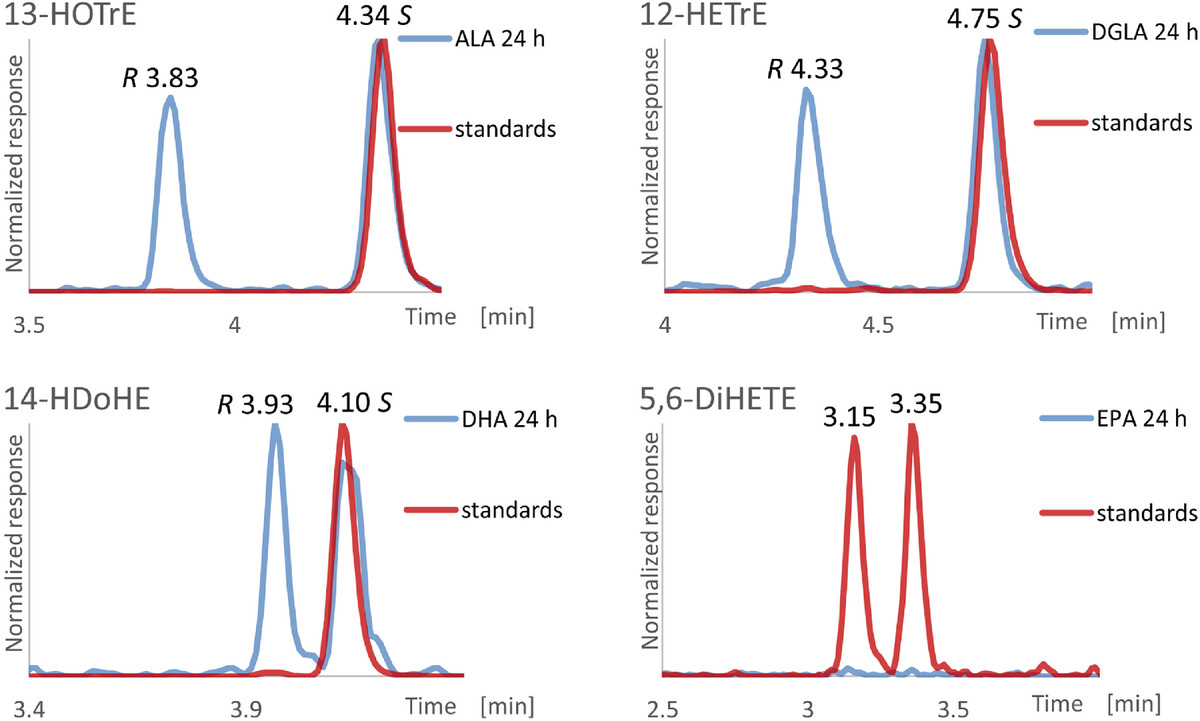 13-HOTrE
4.34 S
ALA 24 h
R 3.83
standards
Normalized response
3.5
4
Time [min]
12-HETrE
4.75 S
DGLA 24 h
R 4.33
standards
Normalized response
4
4.5
Time [min]
14-HDoHE
R 3.93
4.10 S
DHA 24 h
standards
Normalized response
3.4
3.9
Time [min]
5,6-DiHETE
3.15
3.35
EPA 24 h
standards
Normalized response
2.5
3
3.5
Time [min]